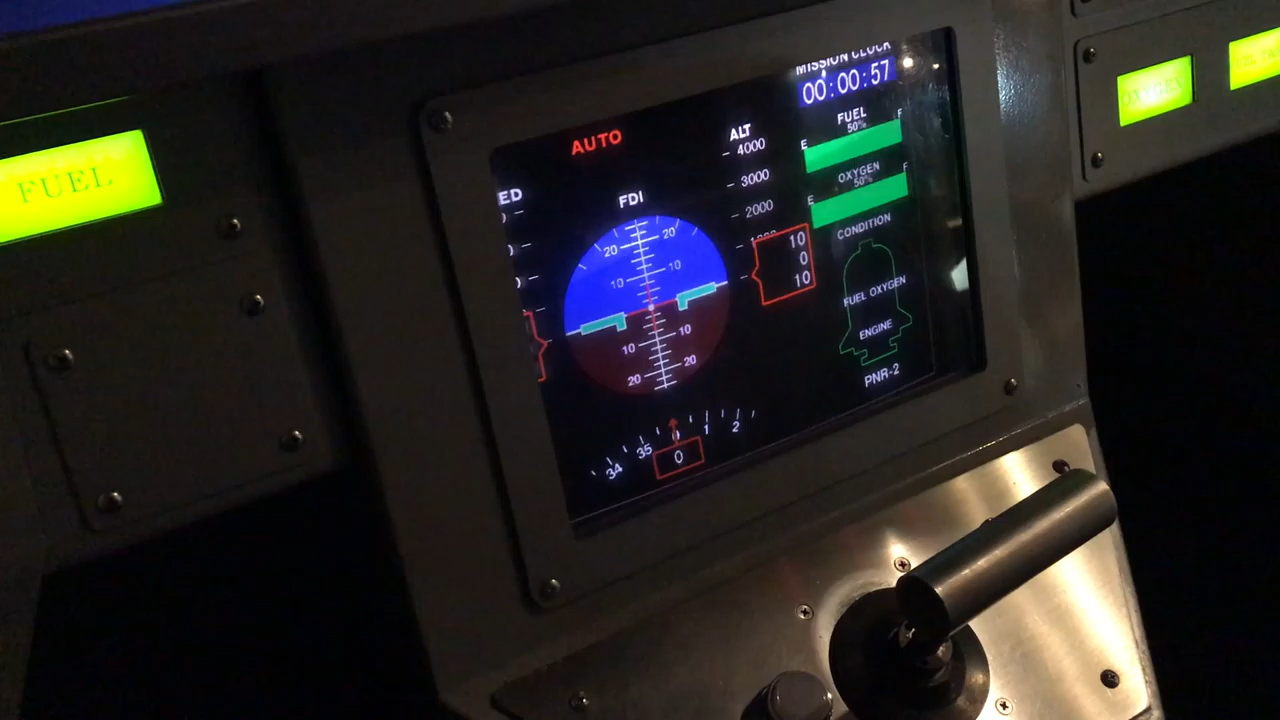 MISSION CLOCK
00:00:57
FUEL
50%
E F
OXYGEN
50%
E F
CONDITION
FUEL OXYGEN
ENGINE
PNR-2
AUTO
ALT
4000
3000
2000
10
0
10
ED
FDI
20 20
10 10
10 10
20 20
34 35 0 1 2
0
FUEL
OXYGEN